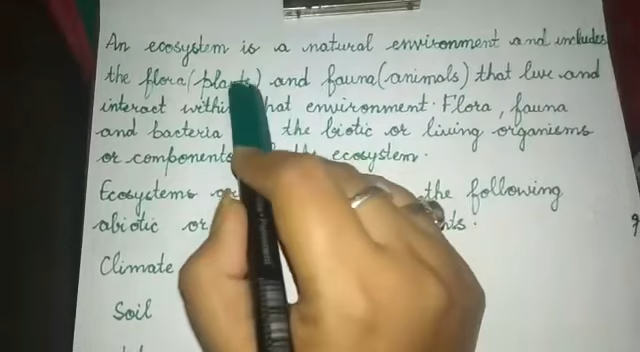 An ecosystem is a natural environment and includes
the flora (plants) and fauna (animals) that live and
interact within that environment. Flora, fauna
and bacteria the biotic or living organisms
or components the ecosystem.
Ecosystems the following
abiotic or
Climate
Soil